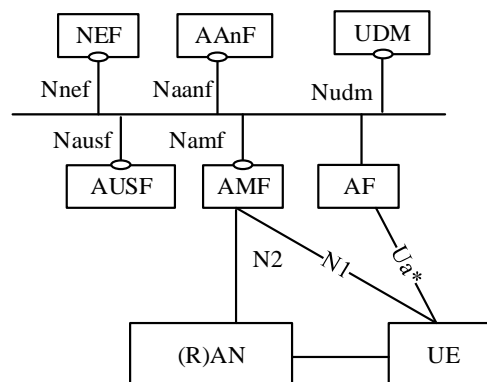 NEF
AAnF
UDM
Nnef
Naanf
Nudm
Nausf
Namf
AUSF
AMF
AF
N2
N1
Ua*
(R)AN
UE